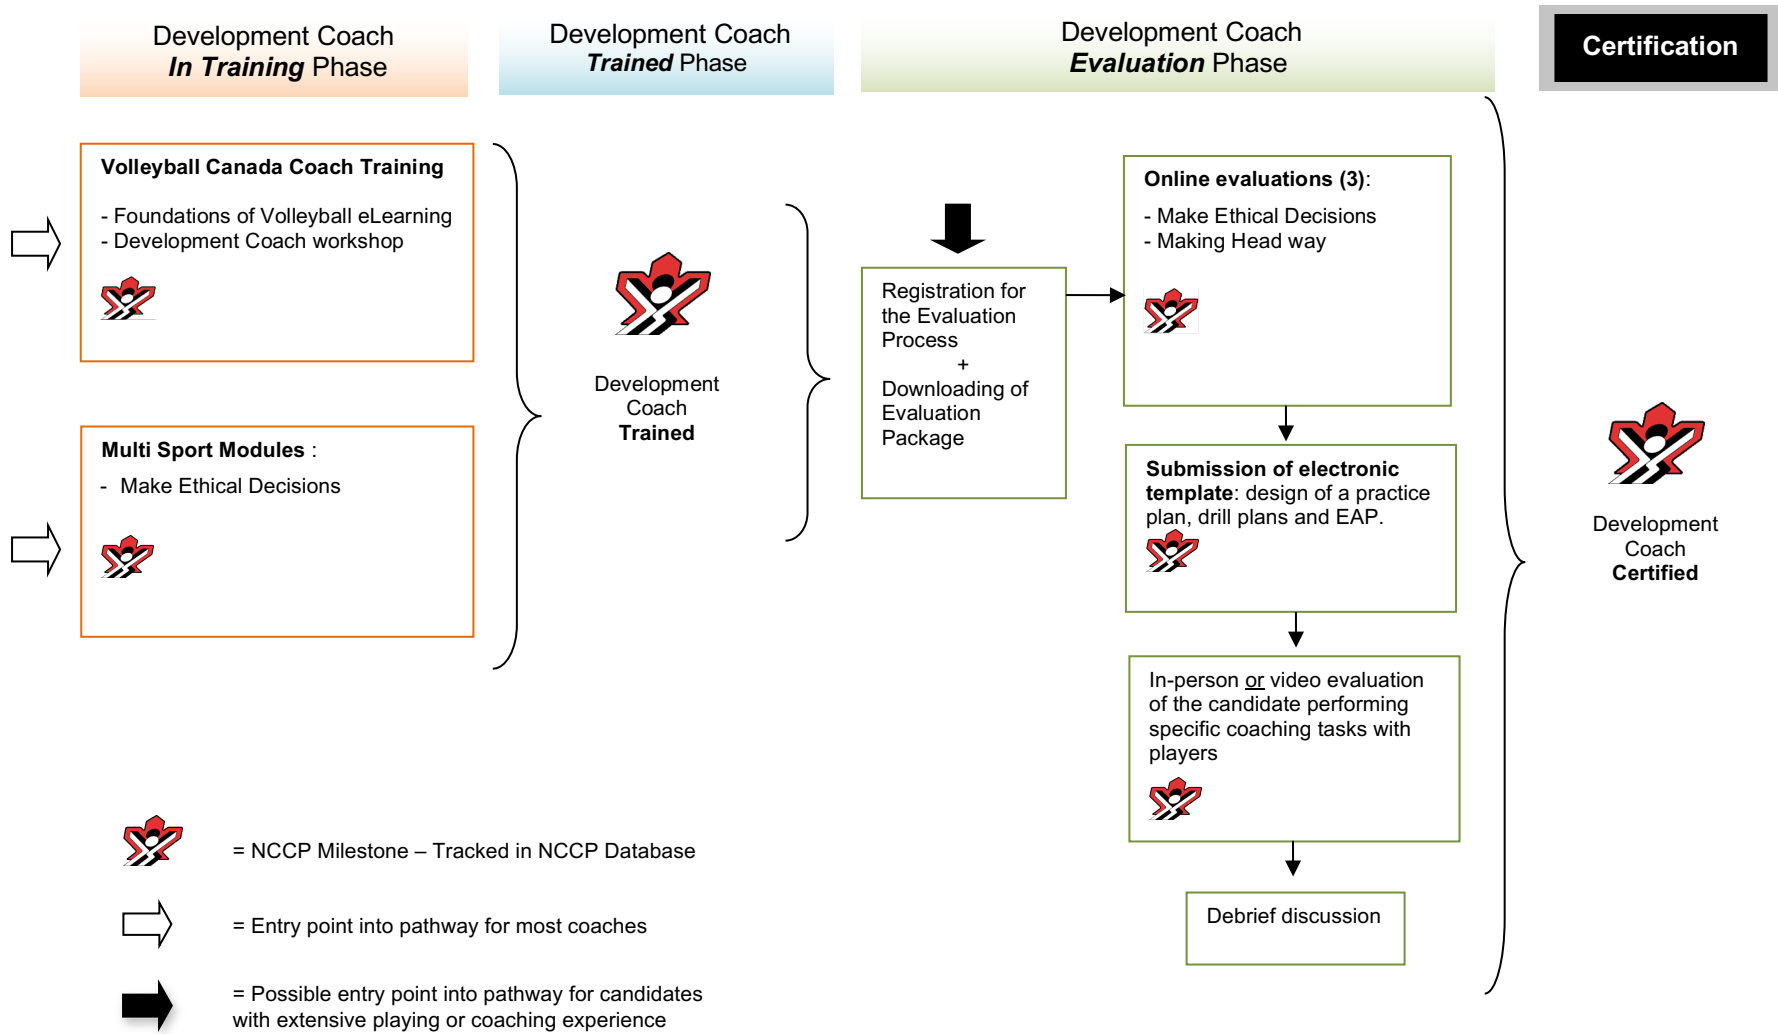 Development Coach
In Training Phase
Development Coach
Trained Phase
Development Coach
Evaluation Phase
Certification
Volleyball Canada Coach Training
- Foundations of Volleyball eLearning
- Development Coach workshop
Multi Sport Modules :
- Make Ethical Decisions
Development
Coach
Trained
Registration for
the Evaluation
Process
+
Downloading of
Evaluation
Package
Online evaluations (3):
- Make Ethical Decisions
- Making Head way
Submission of electronic
template: design of a practice
plan, drill plans and EAP.
In-person or video evaluation
of the candidate performing
specific coaching tasks with
players
Debrief discussion
Development
Coach
Certified
= NCCP Milestone – Tracked in NCCP Database
= Entry point into pathway for most coaches
= Possible entry point into pathway for candidates
with extensive playing or coaching experience